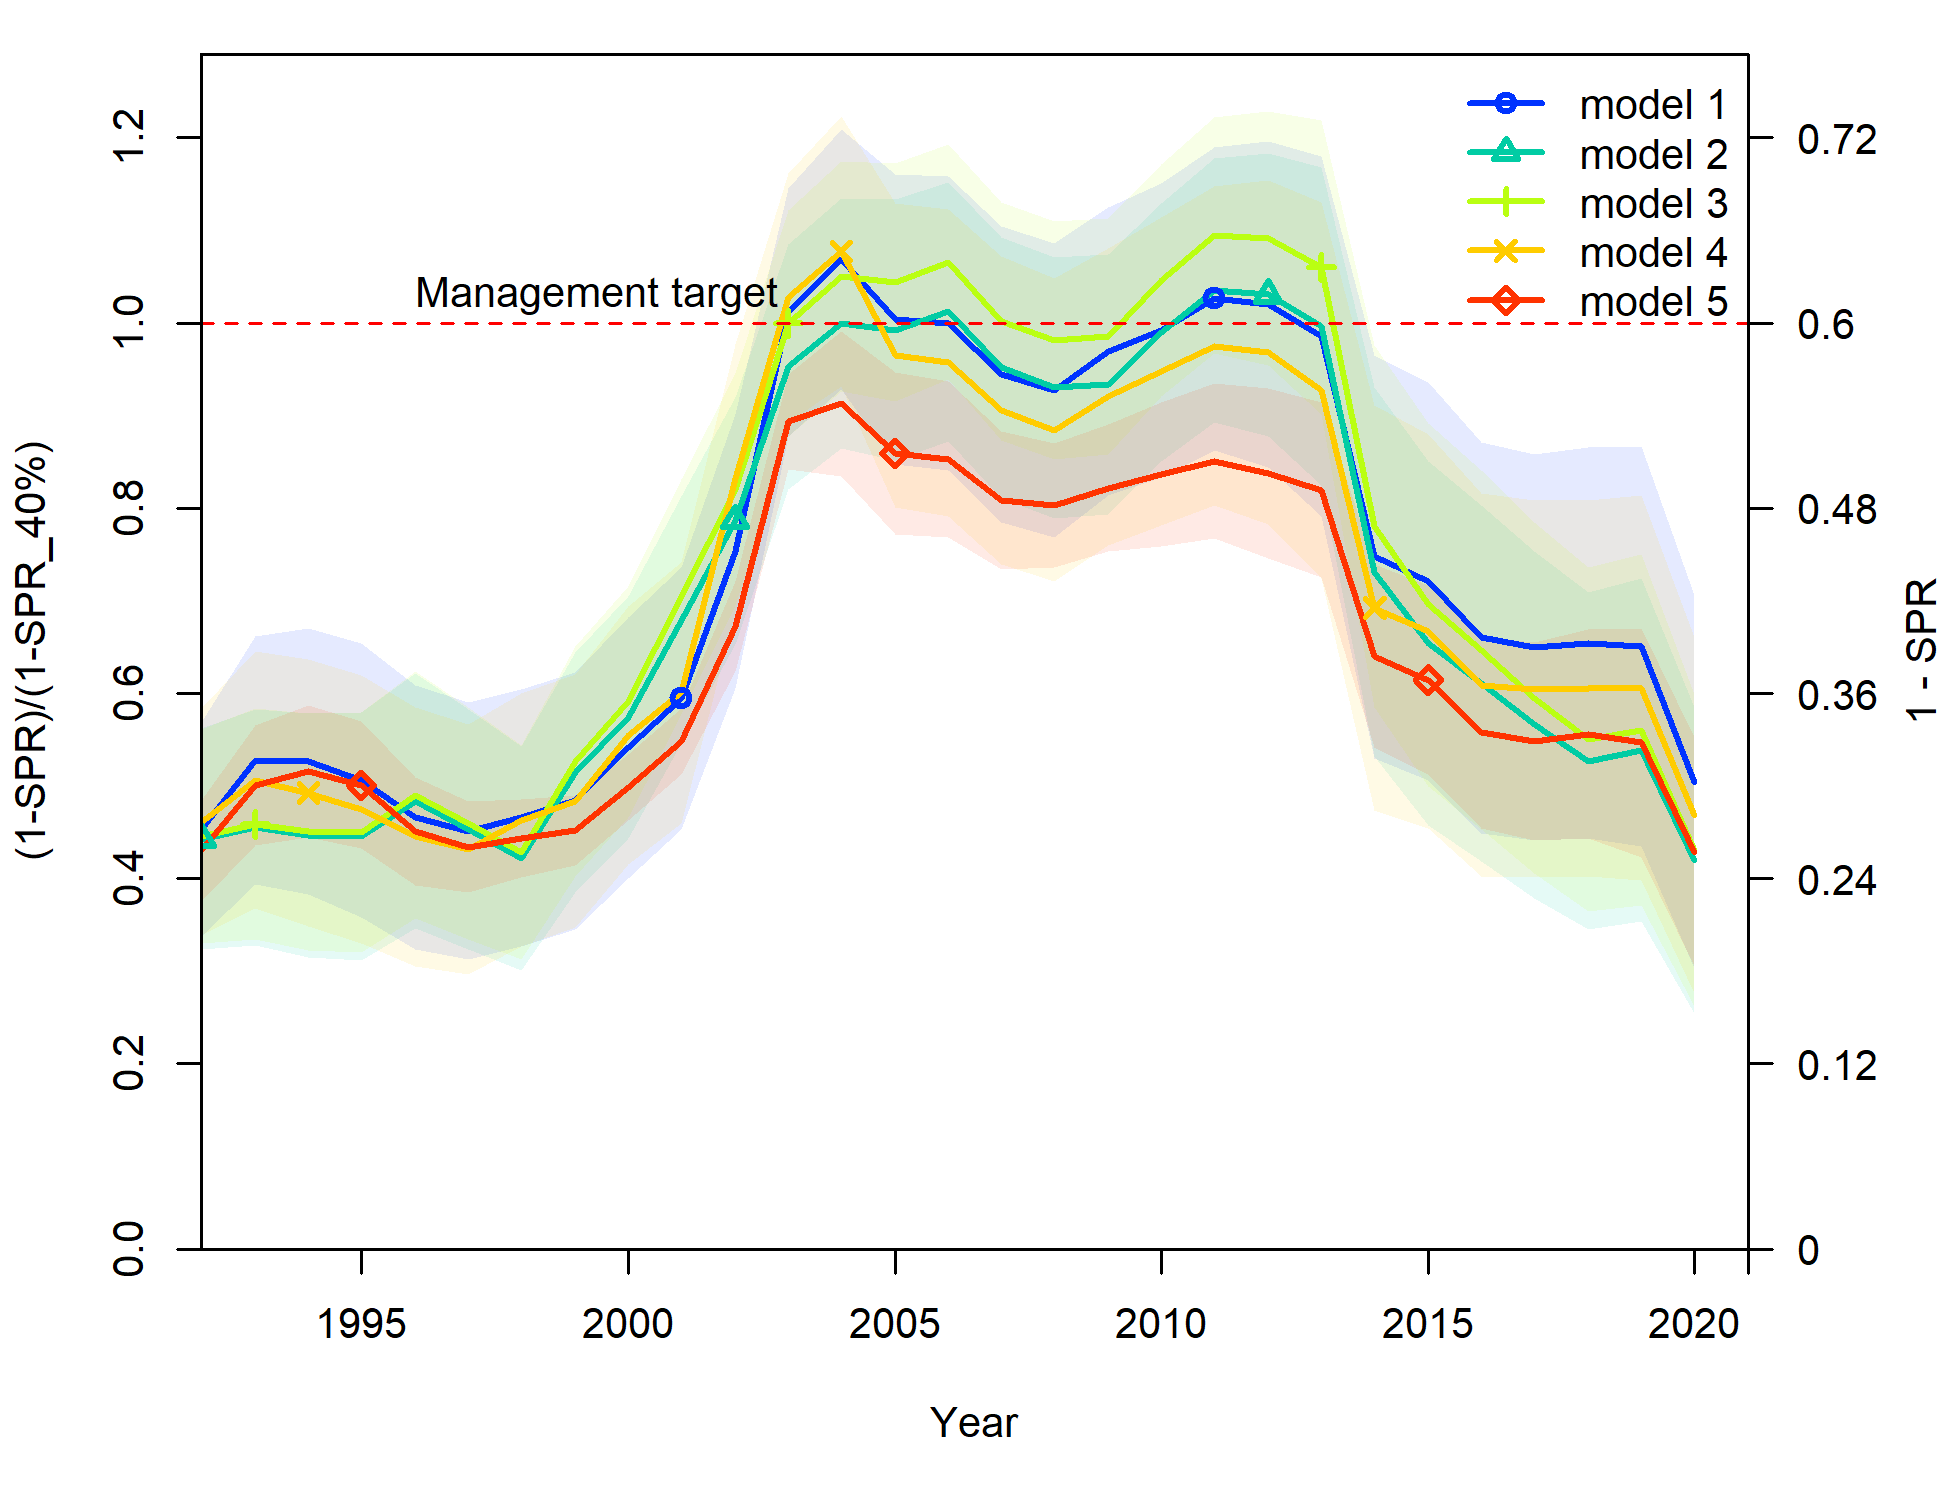 model 1
model 2
model 3
model 4
model 5
Management target
(1-SPR)/(1-SPR_40%)
0.0
0.2
0.4
0.6
0.8
1.0
1.2
0.72
0.6
0.48
0.36
0.24
0.12
0
1 - SPR
1995
2000
2005
2010
2015
2020
Year